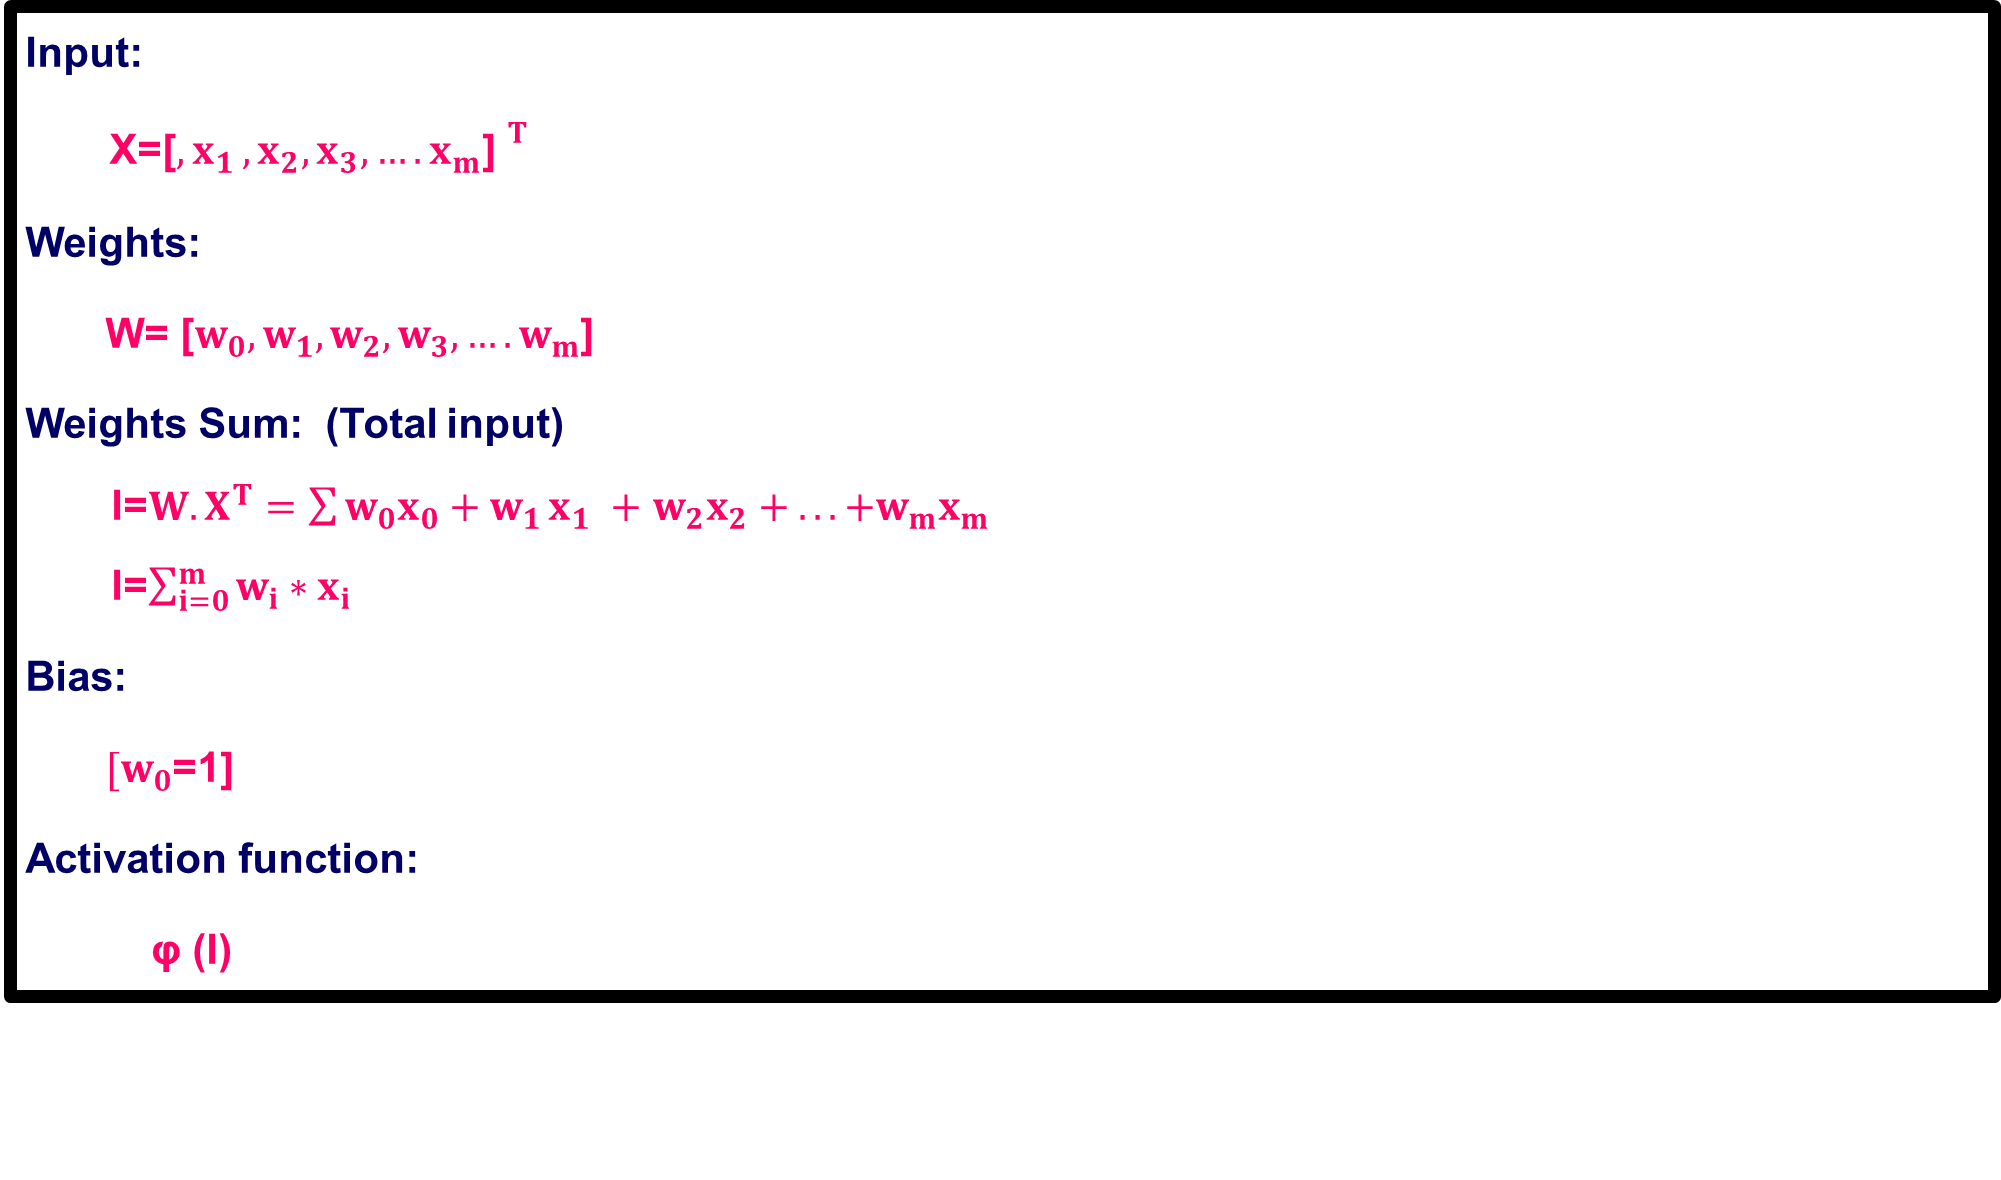 Input:
X=[, x₁ , x₂, x₃, … . xₘ] ᵀ
Weights:
W= [w₀, w₁, w₂, w₃, … . wₘ]
Weights Sum: (Total input)
I=W. Xᵀ = ∑ w₀x₀ + w₁ x₁ + w₂x₂ + … +wₘxₘ
I=∑ᵢ₌₀ᵐ wᵢ ∗ xᵢ
Bias:
[w₀=1]
Activation function:
φ (I)